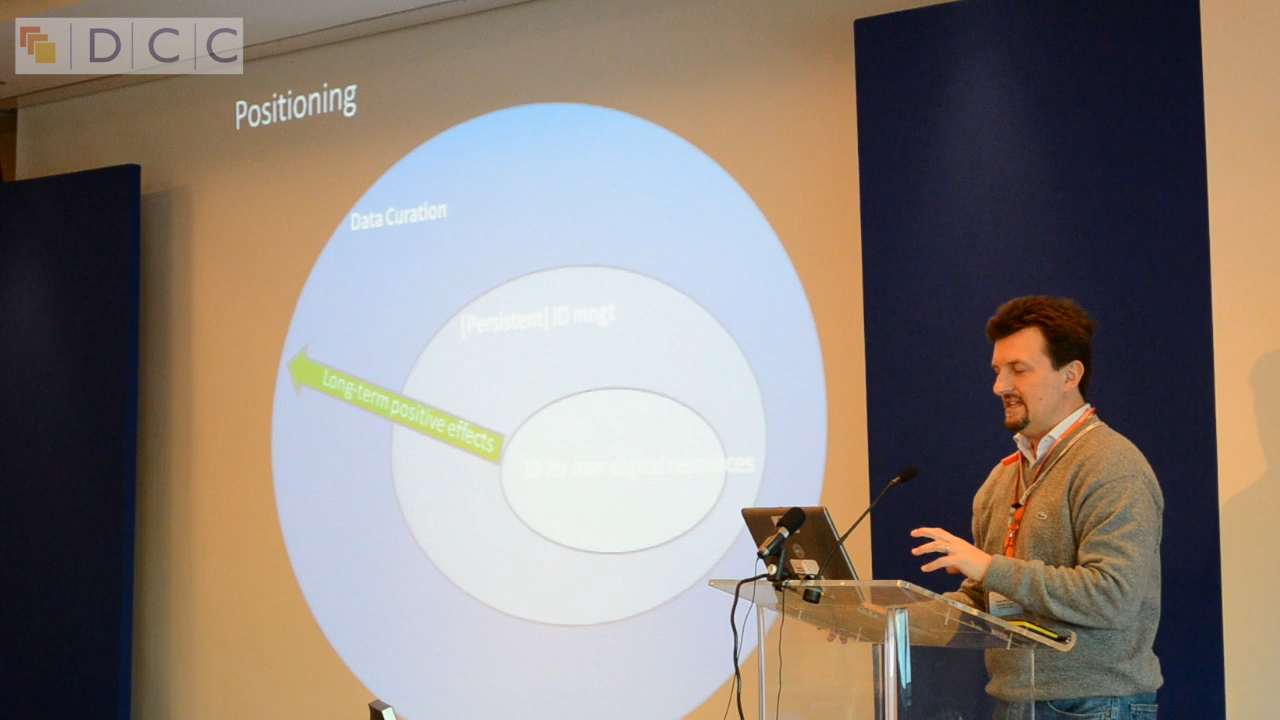 DCC
Positioning
Data Curation
[Persistent] ID mngt
Long-term positive effects
ID for non-digital resources